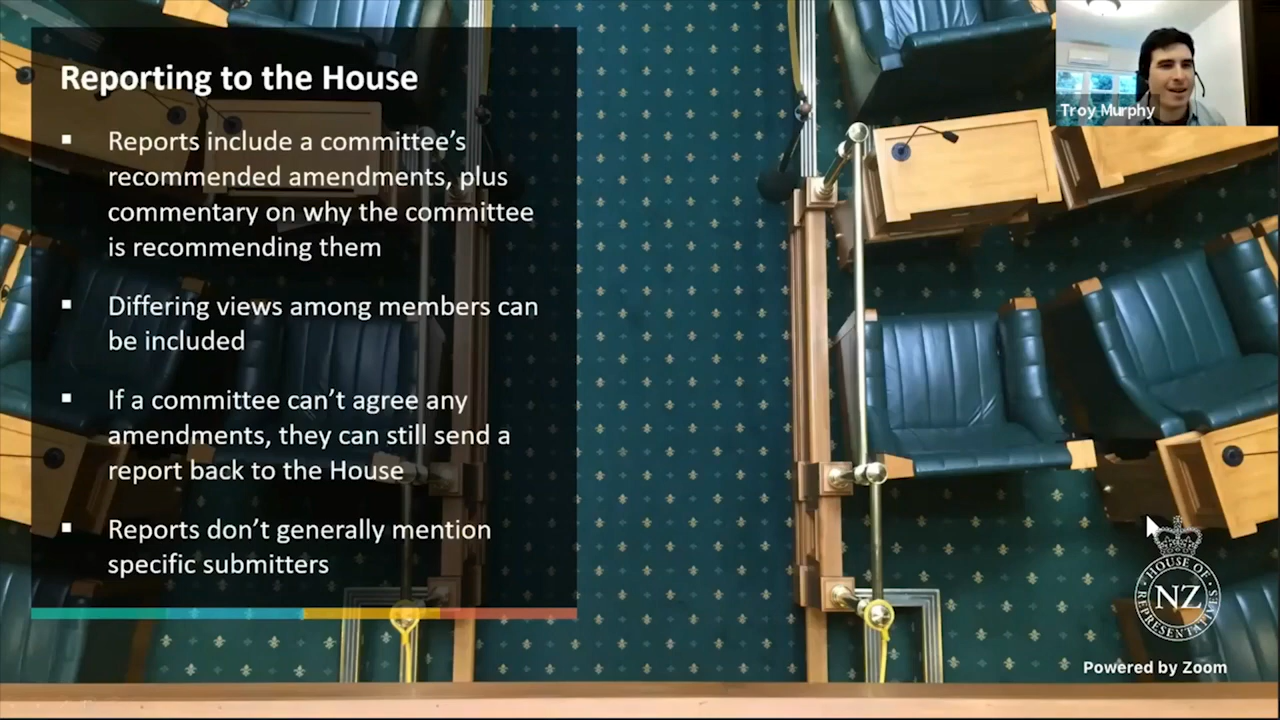 Reporting to the House
▪ Reports include a committee’s
recommended amendments, plus
commentary on why the committee
is recommending them
▪ Differing views among members can
be included
▪ If a committee can’t agree any
amendments, they can still send a
report back to the House
▪ Reports don’t generally mention
specific submitters
Troy Murphy
HOUSE OF
NZ
REPRESENTATIVES
Powered by Zoom